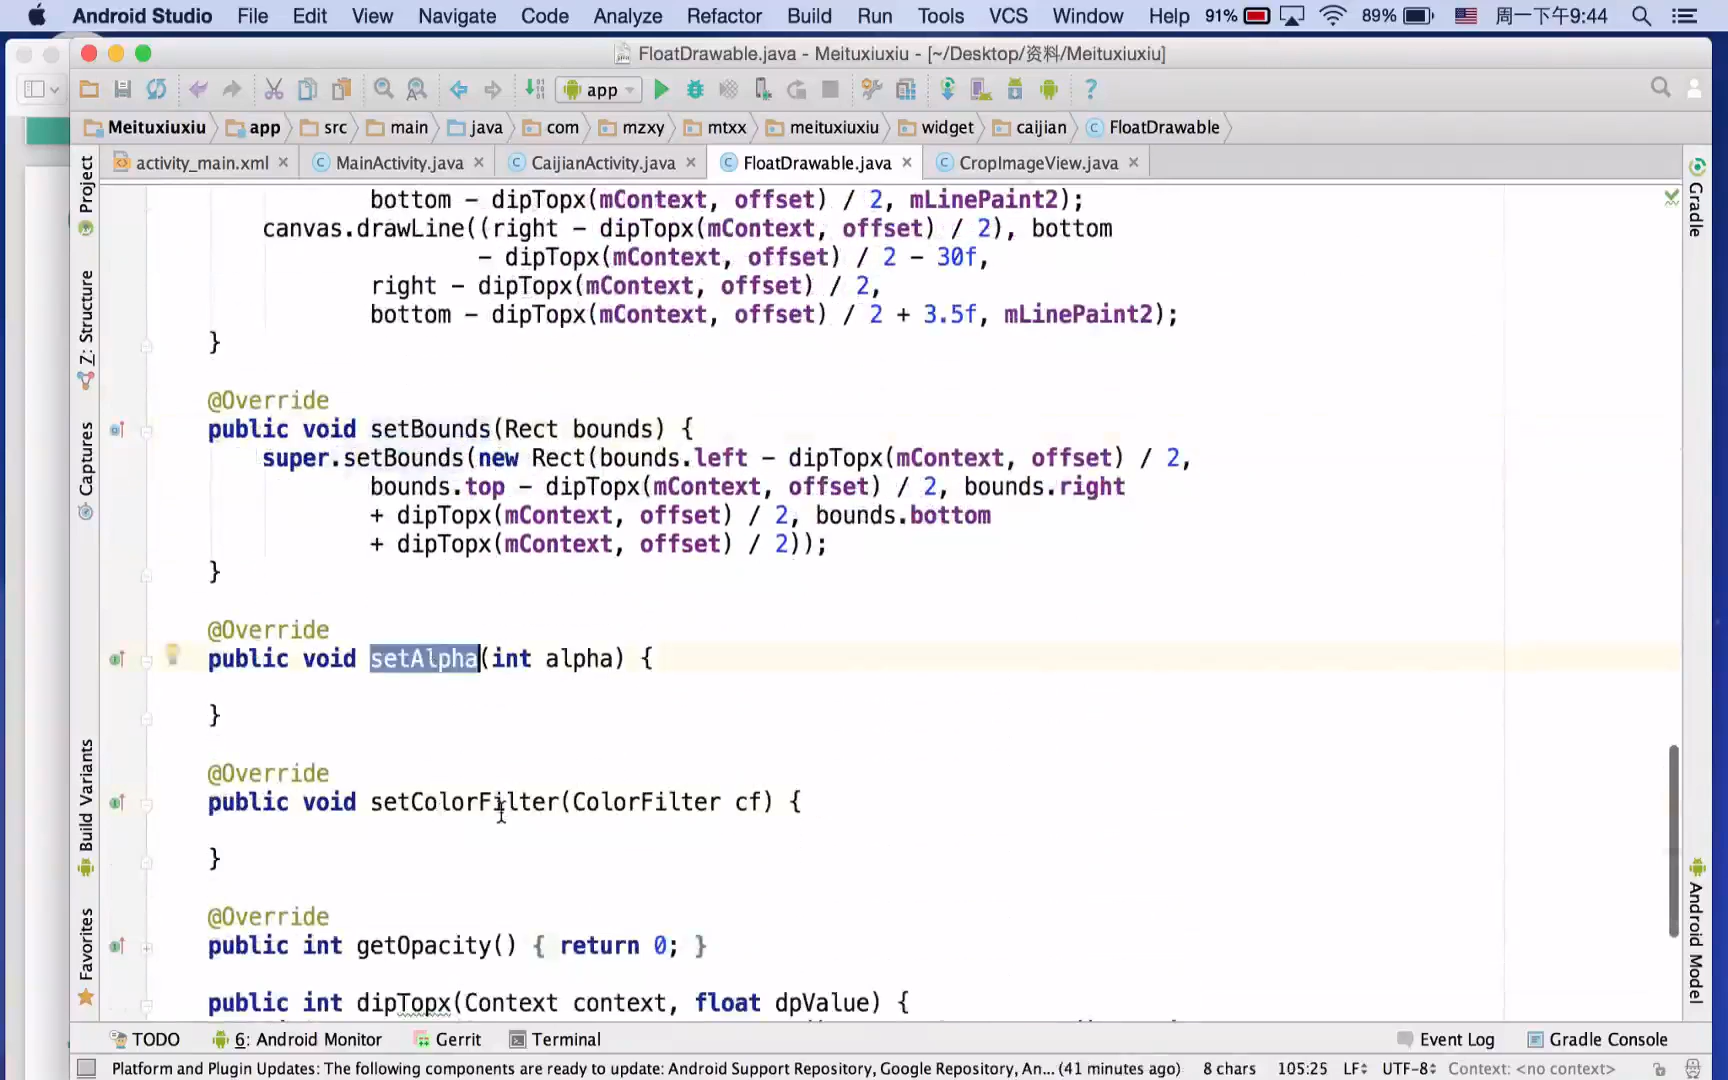 Android Studio File Edit View Navigate Code Analyze Refactor Build Run Tools VCS Window Help 91% 89% 周一下午9:44
FloatDrawable.java - Meituxiuxiu - [~/Desktop/资料/Meituxiuxiu]
app
Meituxiuxiu app src main java com mzxy mtxx meituxiuxiu widget caijian FloatDrawable
activity_main.xml MainActivity.java CaijianActivity.java FloatDrawable.java CropImageView.java
Project
Z: Structure
Captures
Build Variants
Favorites
Gradle
Android Model
bottom - dipTopx(mContext, offset) / 2, mLinePaint2);
canvas.drawLine((right - dipTopx(mContext, offset) / 2), bottom
- dipTopx(mContext, offset) / 2 - 30f,
right - dipTopx(mContext, offset) / 2,
bottom - dipTopx(mContext, offset) / 2 + 3.5f, mLinePaint2);
}
@Override
public void setBounds(Rect bounds) {
super.setBounds(new Rect(bounds.left - dipTopx(mContext, offset) / 2,
bounds.top - dipTopx(mContext, offset) / 2, bounds.right
+ dipTopx(mContext, offset) / 2, bounds.bottom
+ dipTopx(mContext, offset) / 2));
}
@Override
public void setAlpha(int alpha) {
}
@Override
public void setColorFilter(ColorFilter cf) {
}
@Override
public int getOpacity() { return 0; }
public int dipTopx(Context context, float dpValue) {
TODO 6: Android Monitor Gerrit Terminal Event Log Gradle Console
Platform and Plugin Updates: The following components are ready to update: Android Support Repository, Google Repository, An... (41 minutes ago) 8 chars 105:25 LF÷ UTF-8÷ Context: <no context>